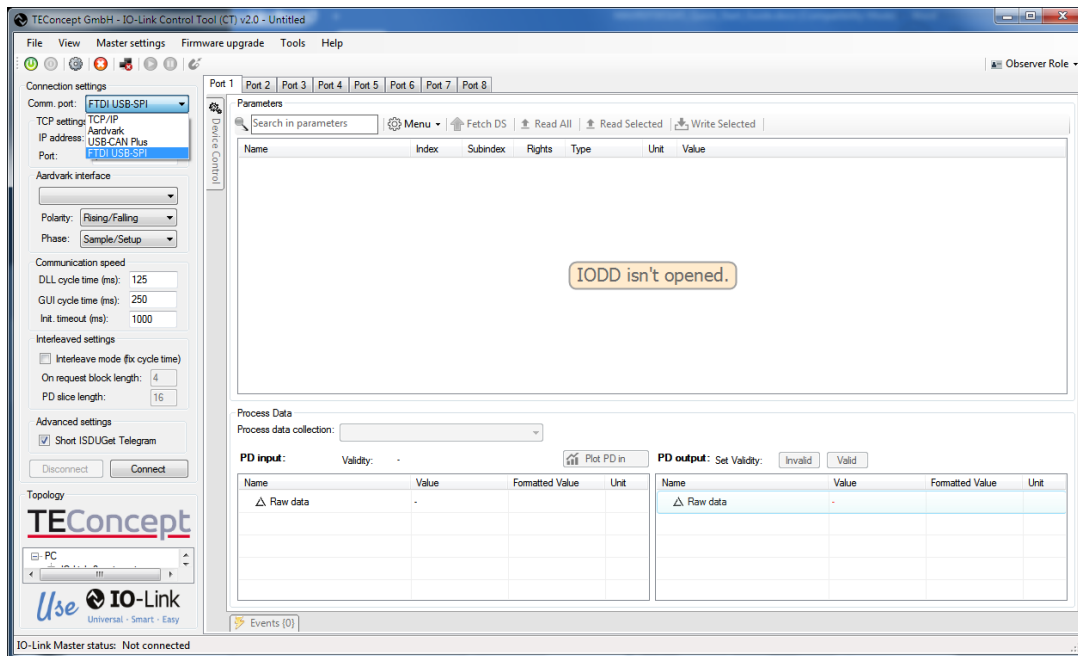 TEConcept GmbH - IO-Link Control Tool (CT) v2.0 - Untitled
File View Master settings Firmware upgrade Tools Help
Observer Role
Connection settings
Comm. port: FTDI USB-SPI
TCP/IP
Aardvark
USB-CAN Plus
FTDI USB-SPI
TCP settings
IP address:
Port:
Aardvark interface
Polarity: Rising/Falling
Phase: Sample/Setup
Communication speed
DLL cycle time (ms): 125
GUI cycle time (ms): 250
Init. timeout (ms): 1000
Interleaved settings
Interleave mode (fix cycle time)
On request block length: 4
PD slice length: 16
Advanced settings
Short ISDUGet Telegram
Disconnect Connect
Topology
TEConcept
PC
Use IO-Link
Universal · Smart · Easy
Port 1 Port 2 Port 3 Port 4 Port 5 Port 6 Port 7 Port 8
Device Control
Parameters
Search in parameters Menu Fetch DS Read All Read Selected Write Selected
Name Index Subindex Rights Type Unit Value
IODD isn't opened.
Process Data
Process data collection:
PD input: Validity: - Plot PD in PD output: Set Validity: Invalid Valid
Name Value Formatted Value Unit Name Value Formatted Value Unit
Raw data - Raw data -
Events {0}
IO-Link Master status: Not connected